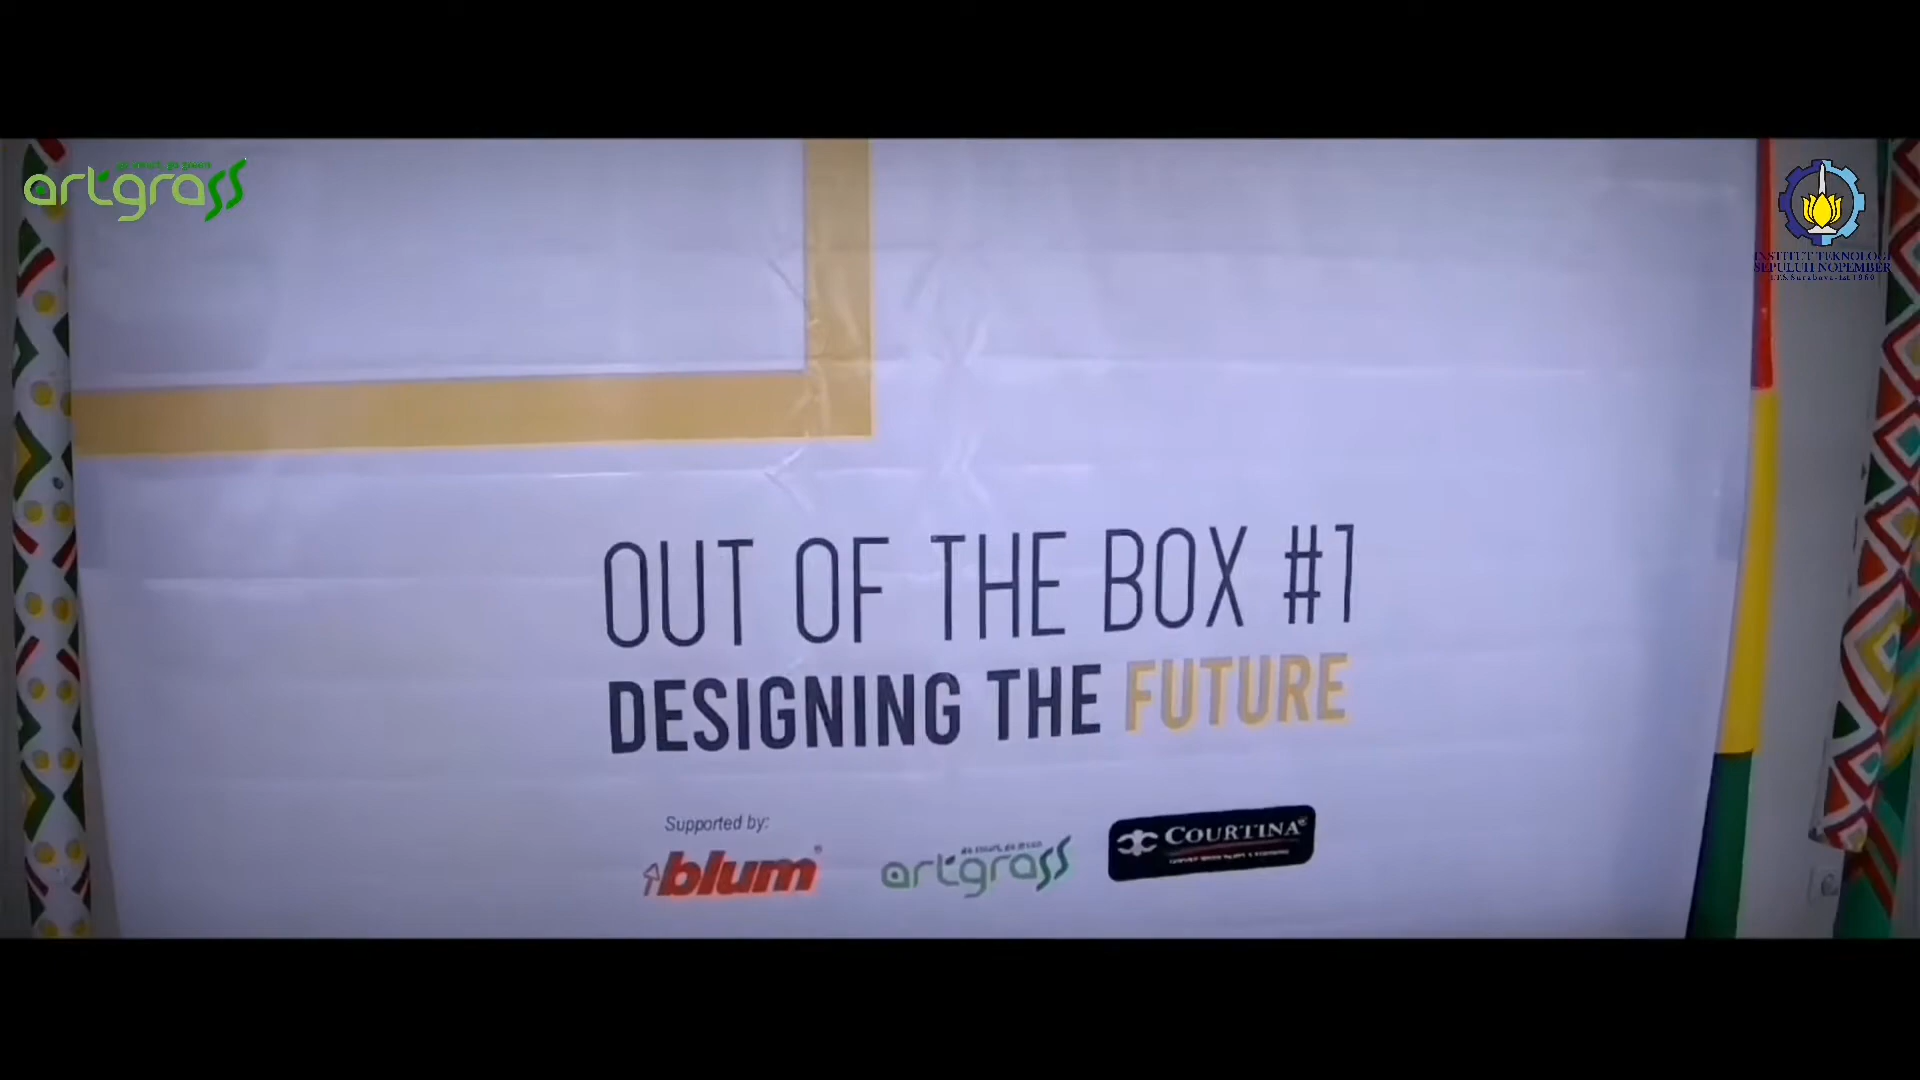 artgrass
INSTITUT TEKNOLOGI
SEPULUH NOPEMBER
OUT OF THE BOX #1
DESIGNING THE FUTURE
Supported by:
blum®
artgrass
COURTINA®